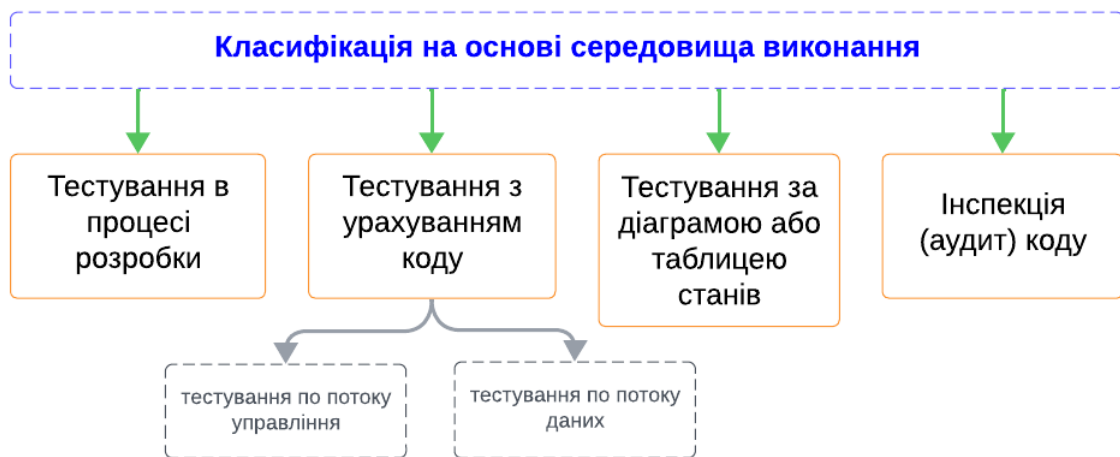 Класифікація на основі середовища виконання
Тестування в
процесі
розробки
Тестування з
урахуванням
коду
Тестування за
діаграмою або
таблицею
станів
Інспекція
(аудит) коду
тестування по потоку
управління
тестування по потоку
даних